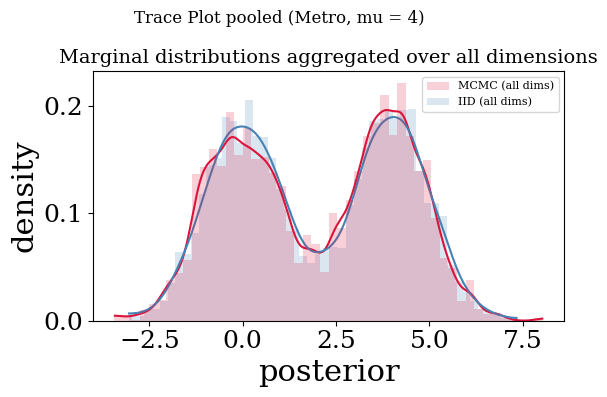 Trace Plot pooled (Metro, mu = 4)
Marginal distributions aggregated over all dimensions
MCMC (all dims)
IID (all dims)
density
0.2
0.1
0.0
−2.5 0.0 2.5 5.0 7.5
posterior